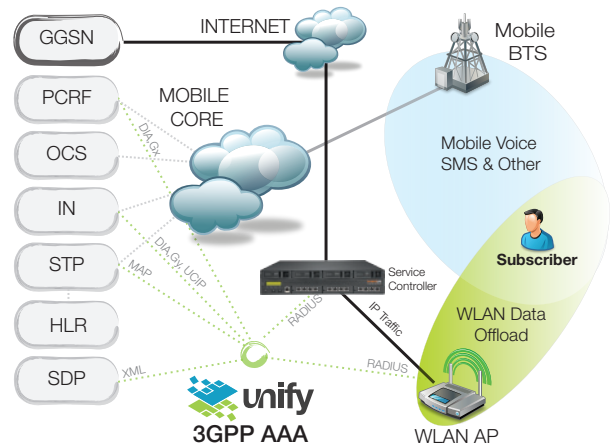 GGSN
INTERNET
Mobile
BTS
PCRF
MOBILE
CORE
DIA.Gx
OCS
Mobile Voice
SMS & Other
IN
STP
DIA.Gy, UCIP
MAP
Subscriber
Service
Controller
RADIUS
IP Traffic
HLR
WLAN Data
Offload
SDP
XML
RADIUS
unify
3GPP AAA
WLAN AP